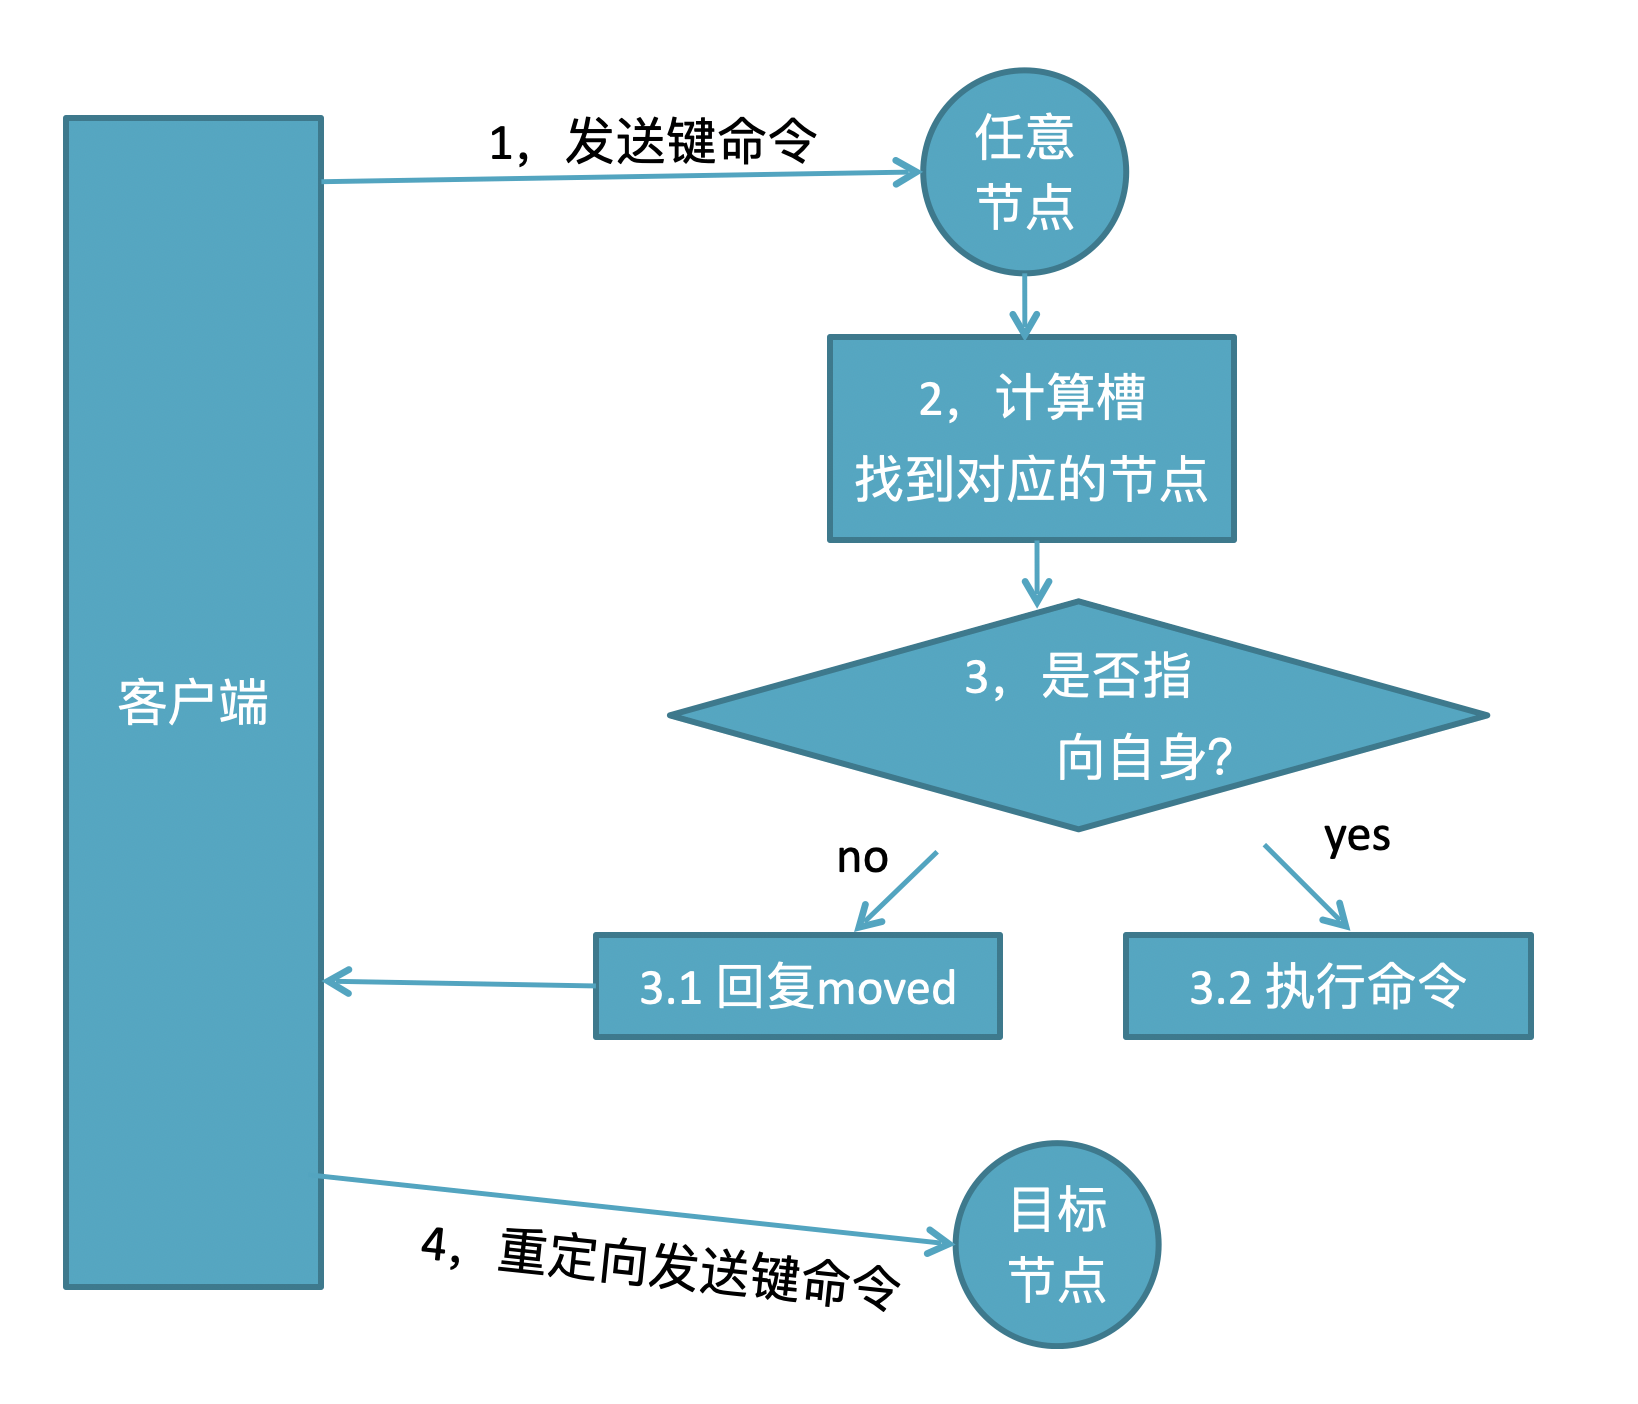 1，发送键命令
任意
节点
2，计算槽
找到对应的节点
客户端
3，是否指
向自身?
no
yes
3.1 回复moved
3.2 执行命令
4，重定向发送键命令
目标
节点